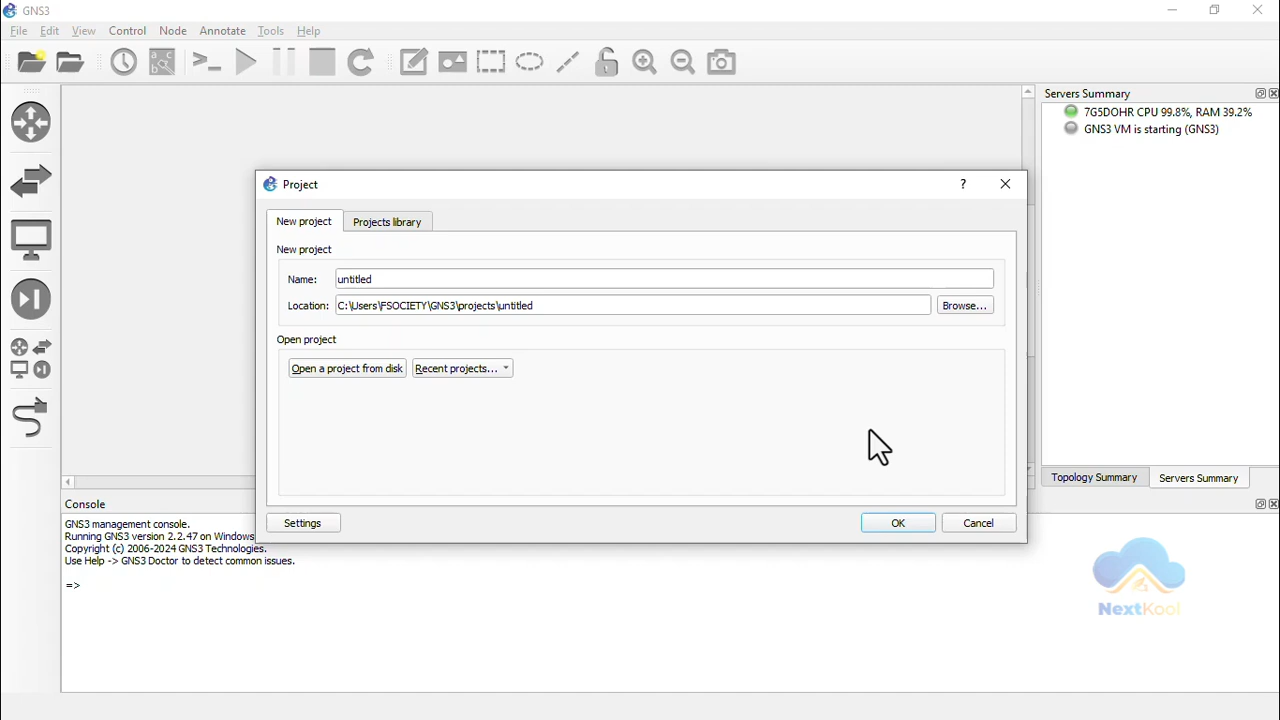 GNS3
File Edit View Control Node Annotate Tools Help
Servers Summary
7G5DOHR CPU 99.8%, RAM 39.2%
GNS3 VM is starting (GNS3)
Project
?
New project Projects library
New project
Name: untitled
Location: C:\Users\FSOCIETY\GNS3\projects\untitled Browse...
Open project
Open a project from disk Recent projects...
Settings OK Cancel
Topology Summary Servers Summary
Console
GNS3 management console.
Running GNS3 version 2.2.47 on Windows
Copyright (c) 2006-2024 GNS3 Technologies.
Use Help -> GNS3 Doctor to detect common issues.
=>
NextKool